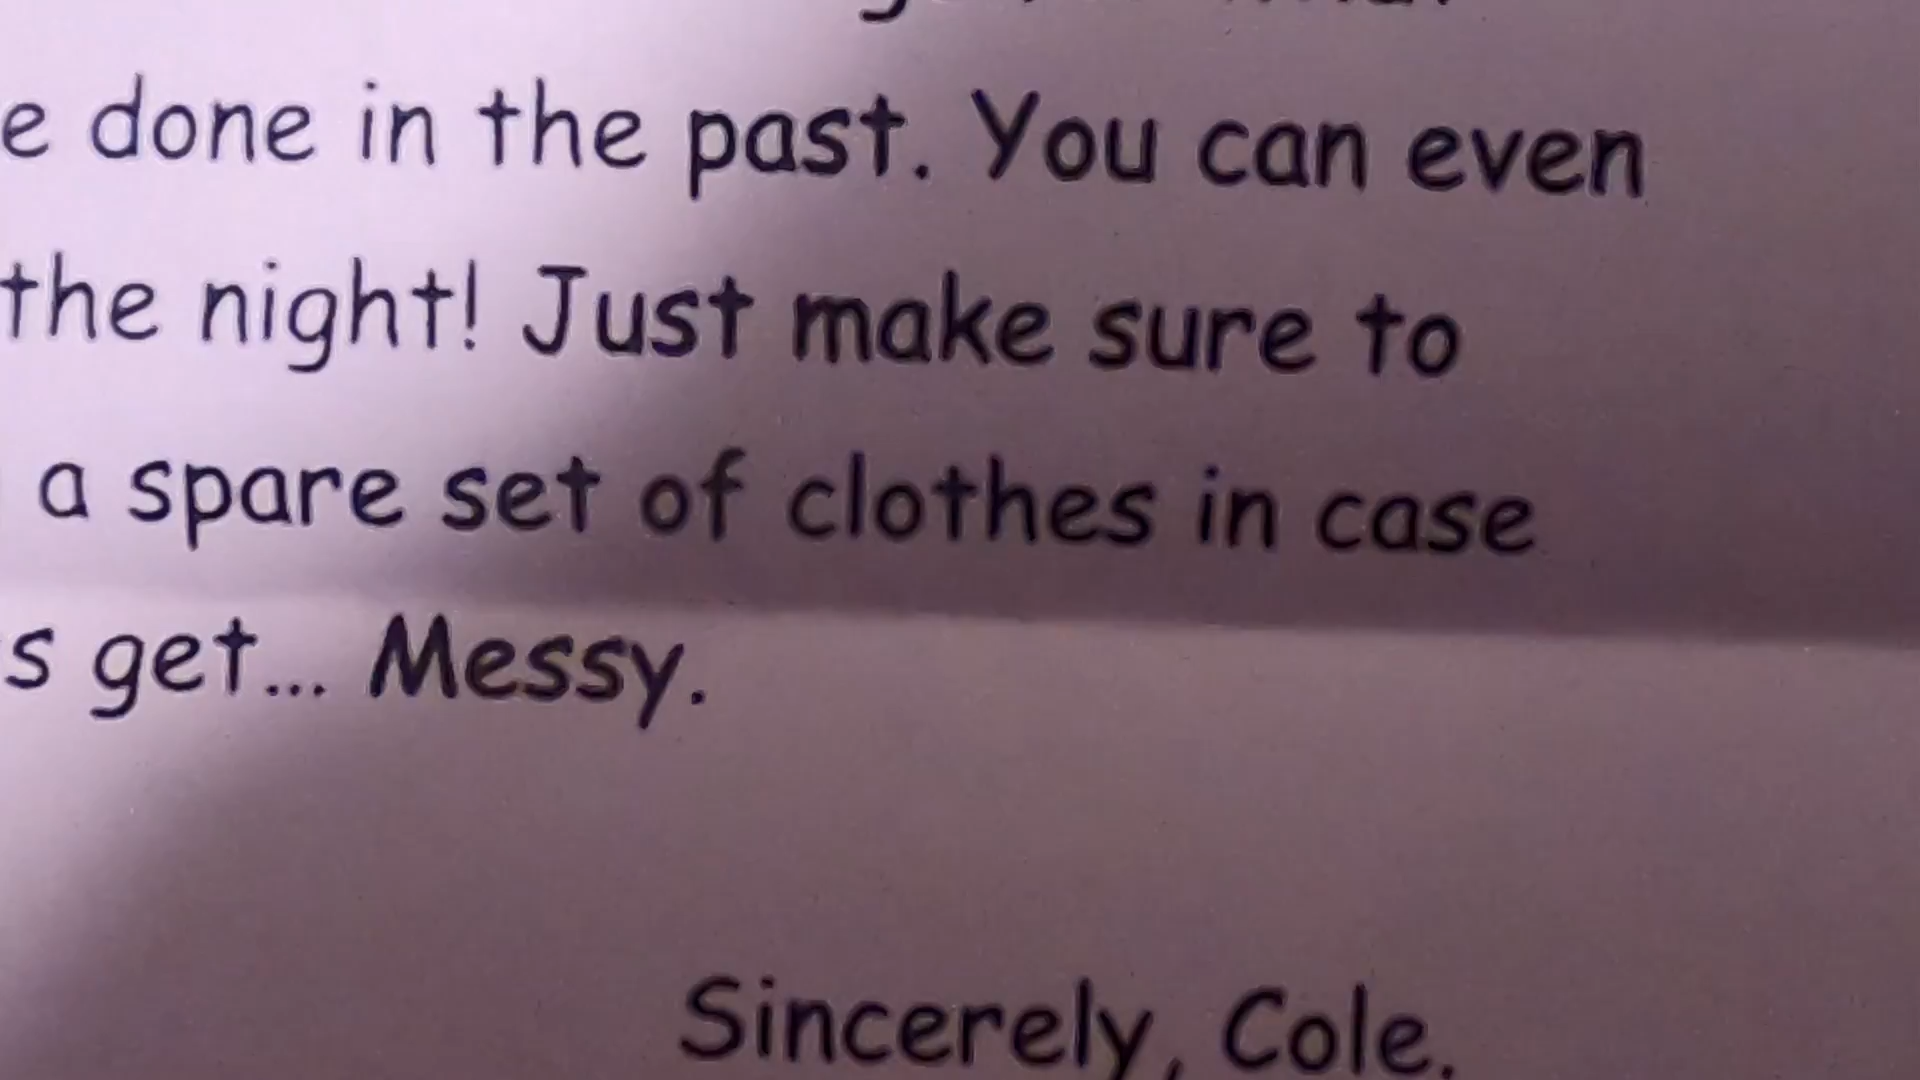 e done in the past. You can even
the night! Just make sure to
a spare set of clothes in case
s get... Messy.
Sincerely, Cole.